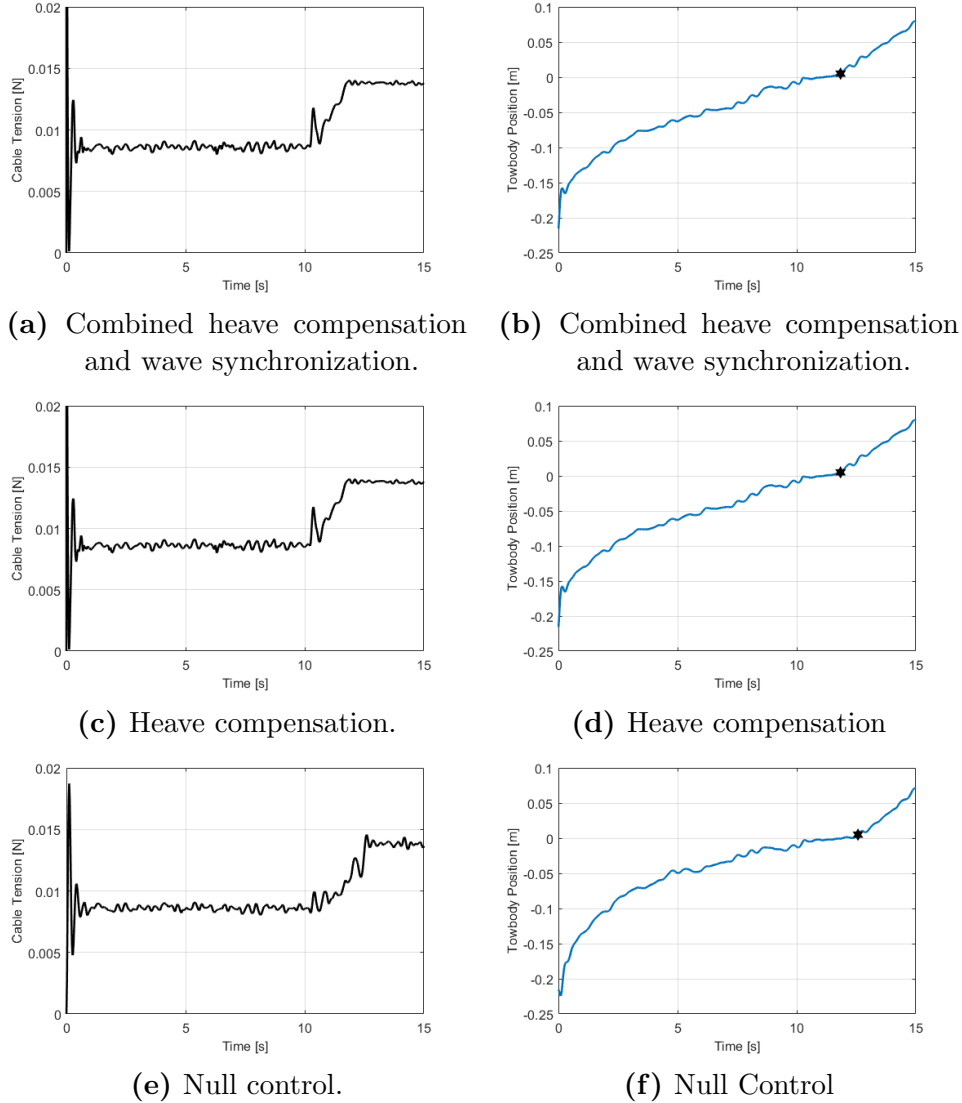 0.02
0.015
0.01
0.005
0
Cable Tension [N]
0 5 10 15
Time [s]
0.1
0.05
0
-0.05
-0.1
-0.15
-0.2
-0.25
Towbody Position [m]
0 5 10 15
Time [s]
(a) Combined heave compensation
and wave synchronization.
(b) Combined heave compensation
and wave synchronization.
0.02
0.015
0.01
0.005
0
Cable Tension [N]
0 5 10 15
Time [s]
0.1
0.05
0
-0.05
-0.1
-0.15
-0.2
-0.25
Towbody Position [m]
0 5 10 15
Time [s]
(c) Heave compensation.
(d) Heave compensation
0.02
0.015
0.01
0.005
0
Cable Tension [N]
0 5 10 15
Time [s]
0.1
0.05
0
-0.05
-0.1
-0.15
-0.2
-0.25
Towbody Position [m]
0 5 10 15
Time [s]
(e) Null control.
(f) Null Control